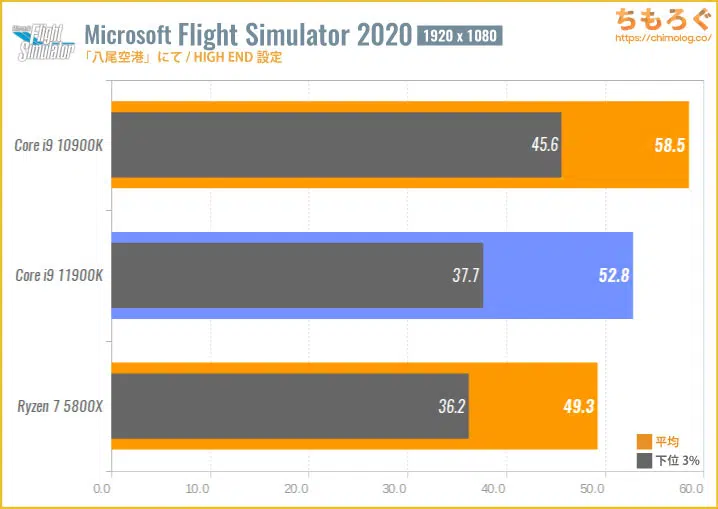 Microsoft Flight Simulator
Microsoft Flight Simulator 2020 1920 x 1080
「八尾空港」にて / HIGH END 設定
ちもろぐ
https://chimolog.co/
Core i9 10900K
45.6
58.5
Core i9 11900K
37.7
52.8
Ryzen 7 5800X
36.2
49.3
平均
下位 3%
0.0 10.0 20.0 30.0 40.0 50.0 60.0